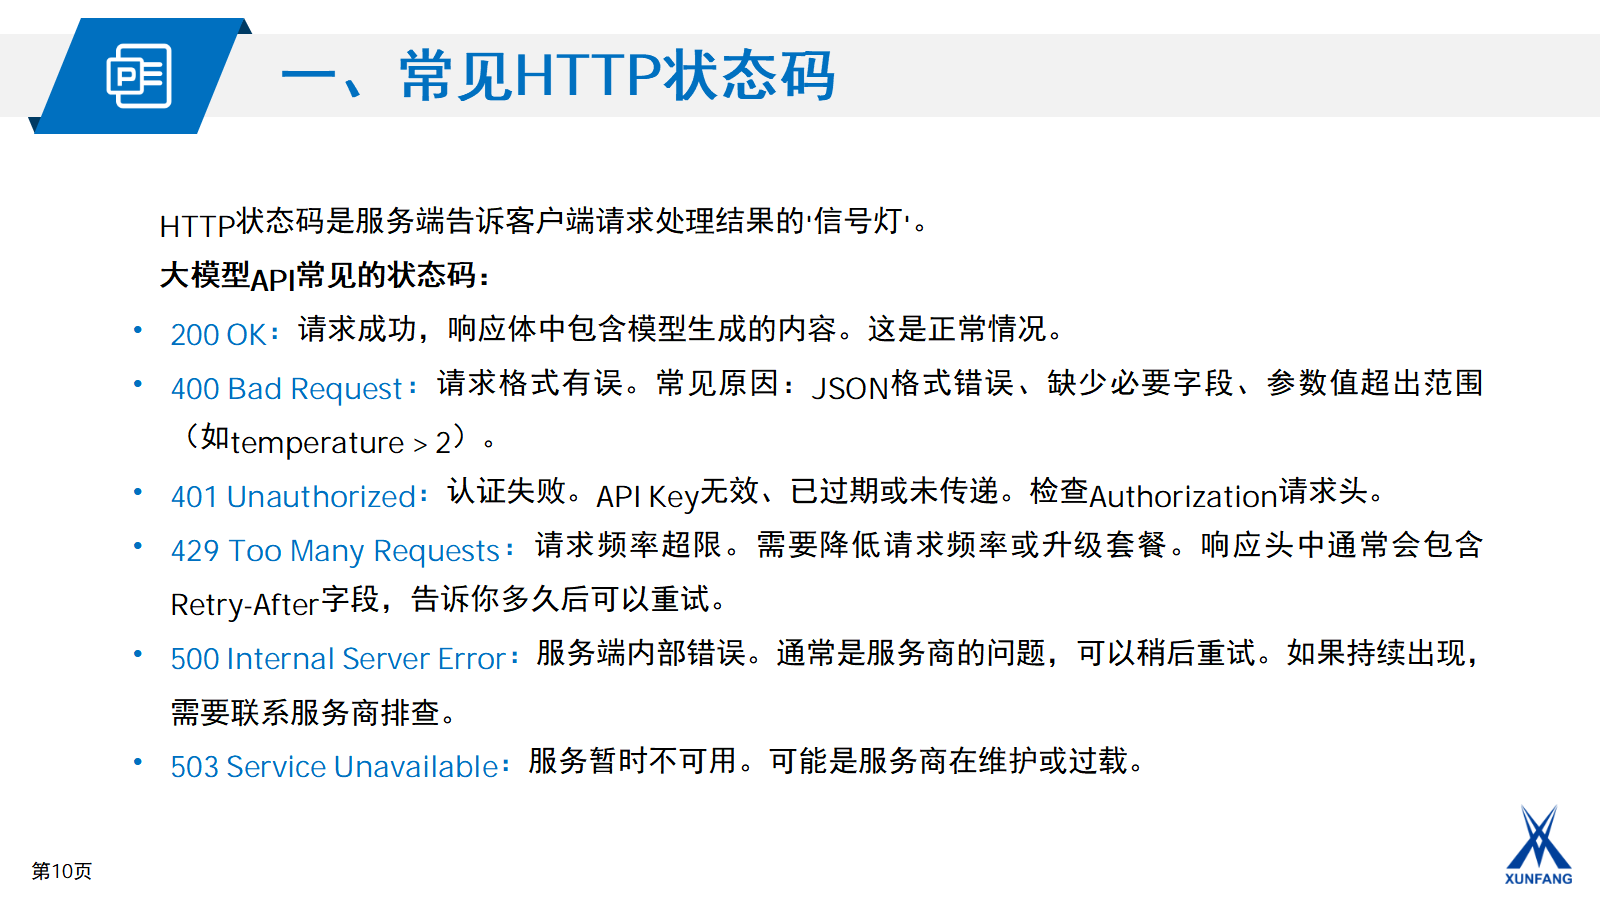 一、常见HTTP状态码
HTTP状态码是服务端告诉客户端请求处理结果的'信号灯'。
大模型API常见的状态码：
• 200 OK：请求成功，响应体中包含模型生成的内容。这是正常情况。
• 400 Bad Request：请求格式有误。常见原因：JSON格式错误、缺少必要字段、参数值超出范围
（如temperature > 2）。
• 401 Unauthorized：认证失败。API Key无效、已过期或未传递。检查Authorization请求头。
• 429 Too Many Requests：请求频率超限。需要降低请求频率或升级套餐。响应头中通常会包含
Retry-After字段，告诉你多久后可以重试。
• 500 Internal Server Error：服务端内部错误。通常是服务商的问题，可以稍后重试。如果持续出现，
需要联系服务商排查。
• 503 Service Unavailable：服务暂时不可用。可能是服务商在维护或过载。
第10页
XUNFANG